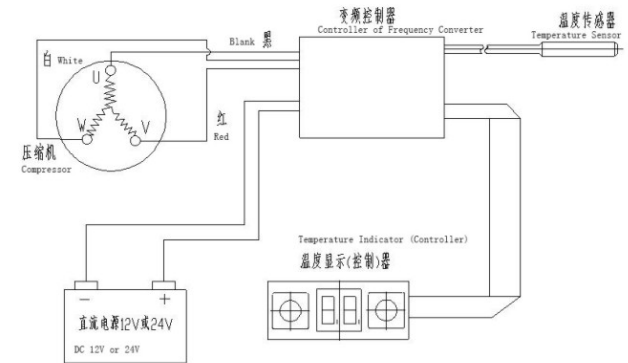 变频控制器
Controller of Frequency Converter
温度传感器
Temperature Sensor
Blank 黑
白 White
U
W
V
红
Red
压缩机
Compressor
Temperature Indicator (Controller)
温度显示(控制)器
88
− +
直流电源12V或24V
DC 12V or 24V